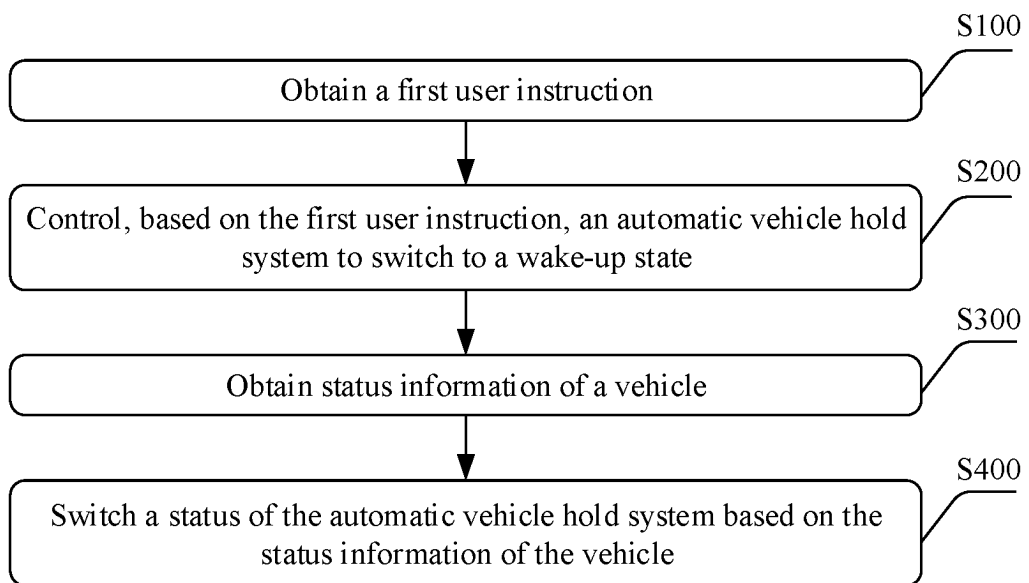 S100
Obtain a first user instruction
S200
Control, based on the first user instruction, an automatic vehicle hold
system to switch to a wake-up state
S300
Obtain status information of a vehicle
S400
Switch a status of the automatic vehicle hold system based on the
status information of the vehicle